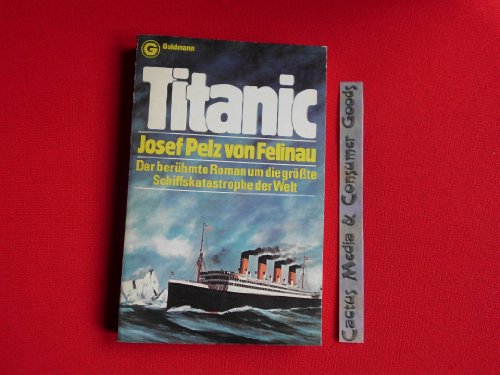 Goldmann
Titanic
Josef Pelz von Felinau
Der berühmte Roman um die größte
Schiffskatastrophe der Welt
Cactus Media & Consumer Goods